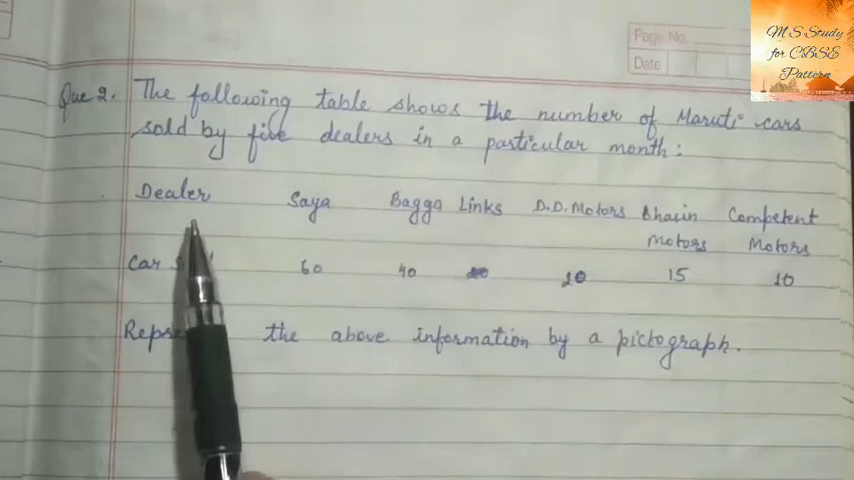 Page No.
Date
M S Study
for CBSE
Pattern
Que 2. The following table shows the number of Maruti cars
sold by five dealers in a particular month:
Dealer Saya Bagga Links D.D.Motors Bhasin Competent
Motors Motors
Car 60 40 20 15 10
the above information by a pictograph.